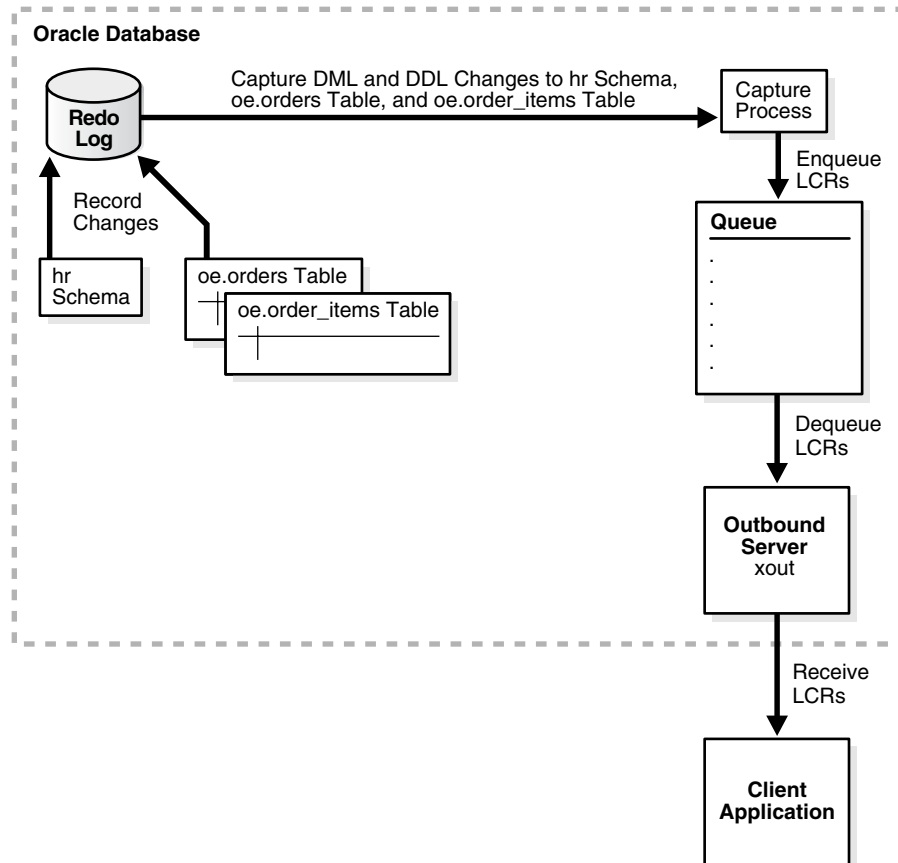 Oracle Database
Capture DML and DDL Changes to hr Schema,
oe.orders Table, and oe.order_items Table
Redo
Log
Capture
Process
Enqueue
LCRs
Record
Changes
Queue
hr
Schema
oe.orders Table
oe.order_items Table
Dequeue
LCRs
Outbound
Server
xout
Receive
LCRs
Client
Application